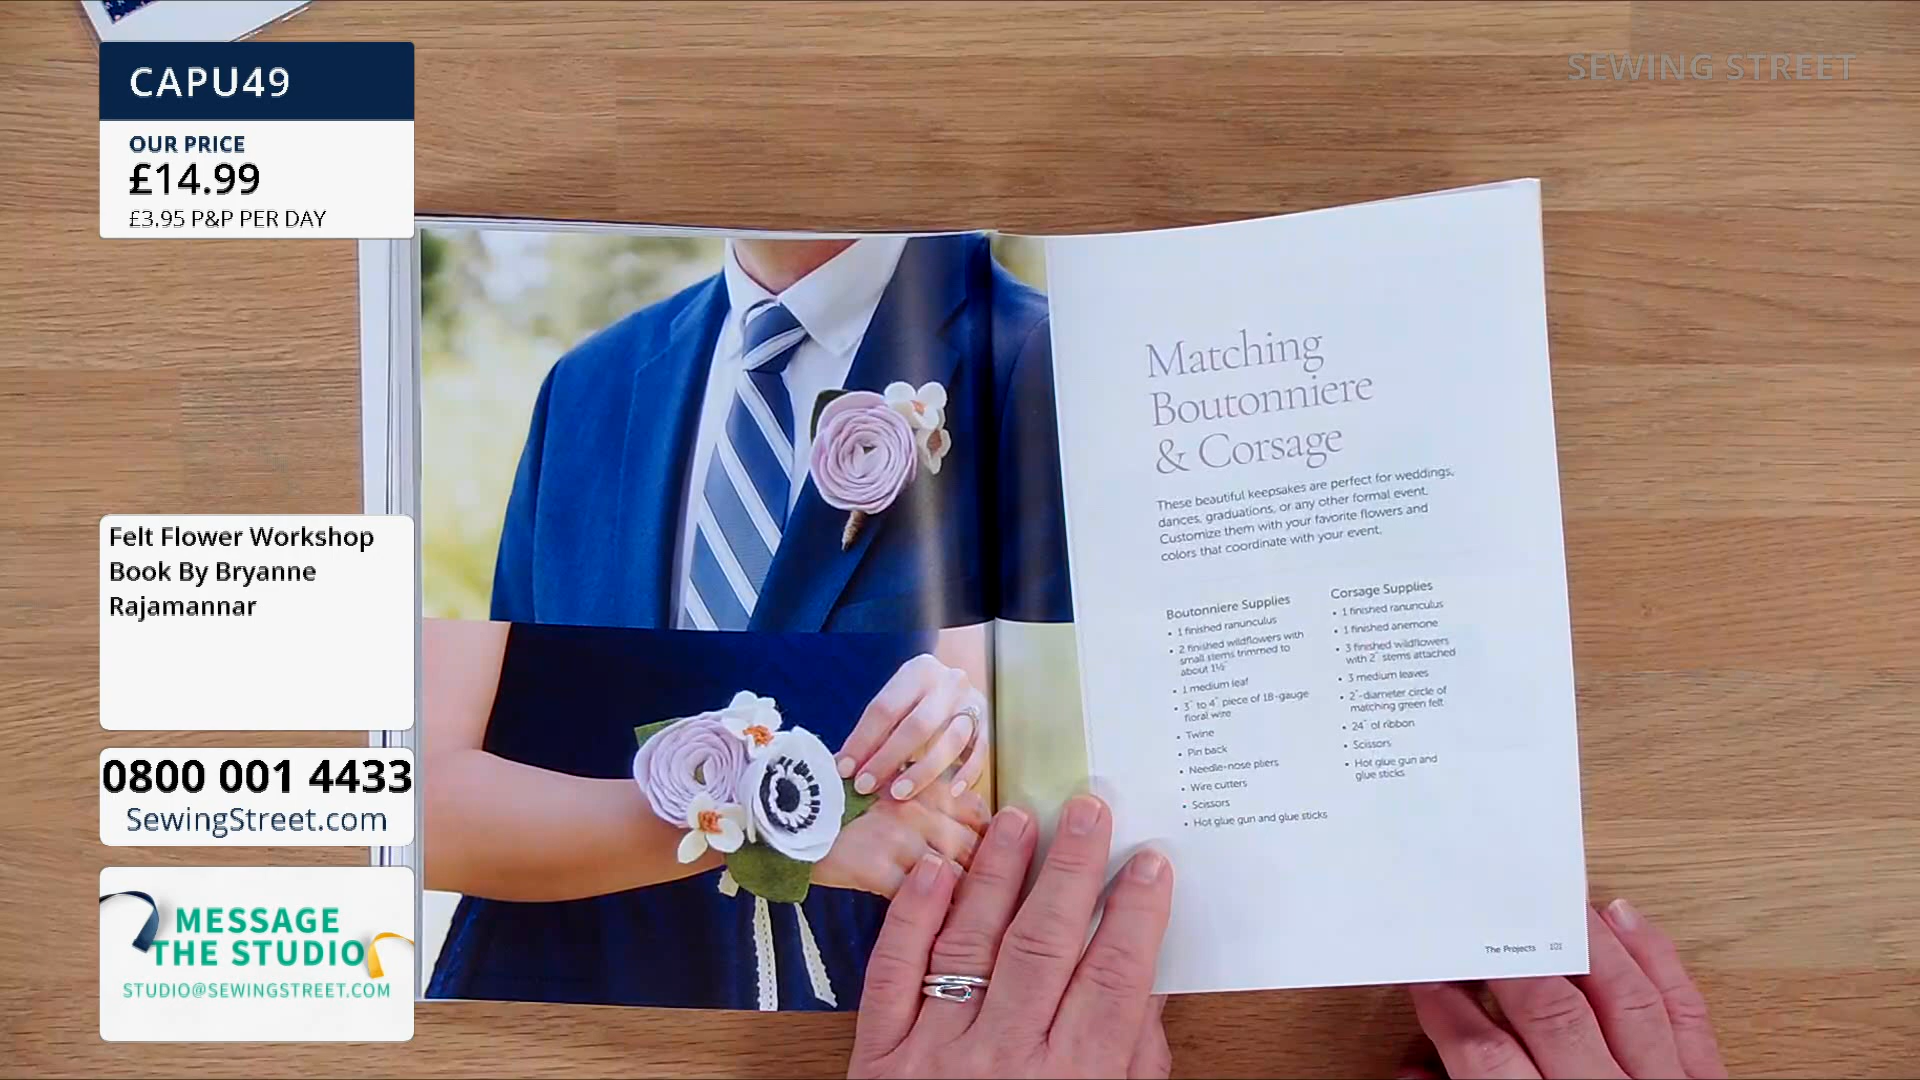 SEWING STREET
CAPU49
OUR PRICE
£14.99
£3.95 P&P PER DAY
Felt Flower Workshop
Book By Bryanne
Rajamannar
0800 001 4433
SewingStreet.com
MESSAGE
THE STUDIO
STUDIO@SEWINGSTREET.COM
Matching
Boutonniere
& Corsage
These beautiful keepsakes are perfect for weddings,
dances, graduations, or any other formal event.
Customize them with your favorite flowers and
colors that coordinate with your event.
Boutonniere Supplies
• 1 finished ranunculus
• 2 finished wildflowers with
small stems trimmed to
about 1½"
• 1 medium leaf
• 3" to 4" piece of 18-gauge
floral wire
• Twine
• Pin back
• Needle-nose pliers
• Wire cutters
• Scissors
• Hot glue gun and glue sticks
Corsage Supplies
• 1 finished ranunculus
• 1 finished anemone
• 3 finished wildflowers
with 2" stems attached
• 3 medium leaves
• 2"-diameter circle of
matching green felt
• 24" of ribbon
• Scissors
• Hot glue gun and
glue sticks
The Projects 101